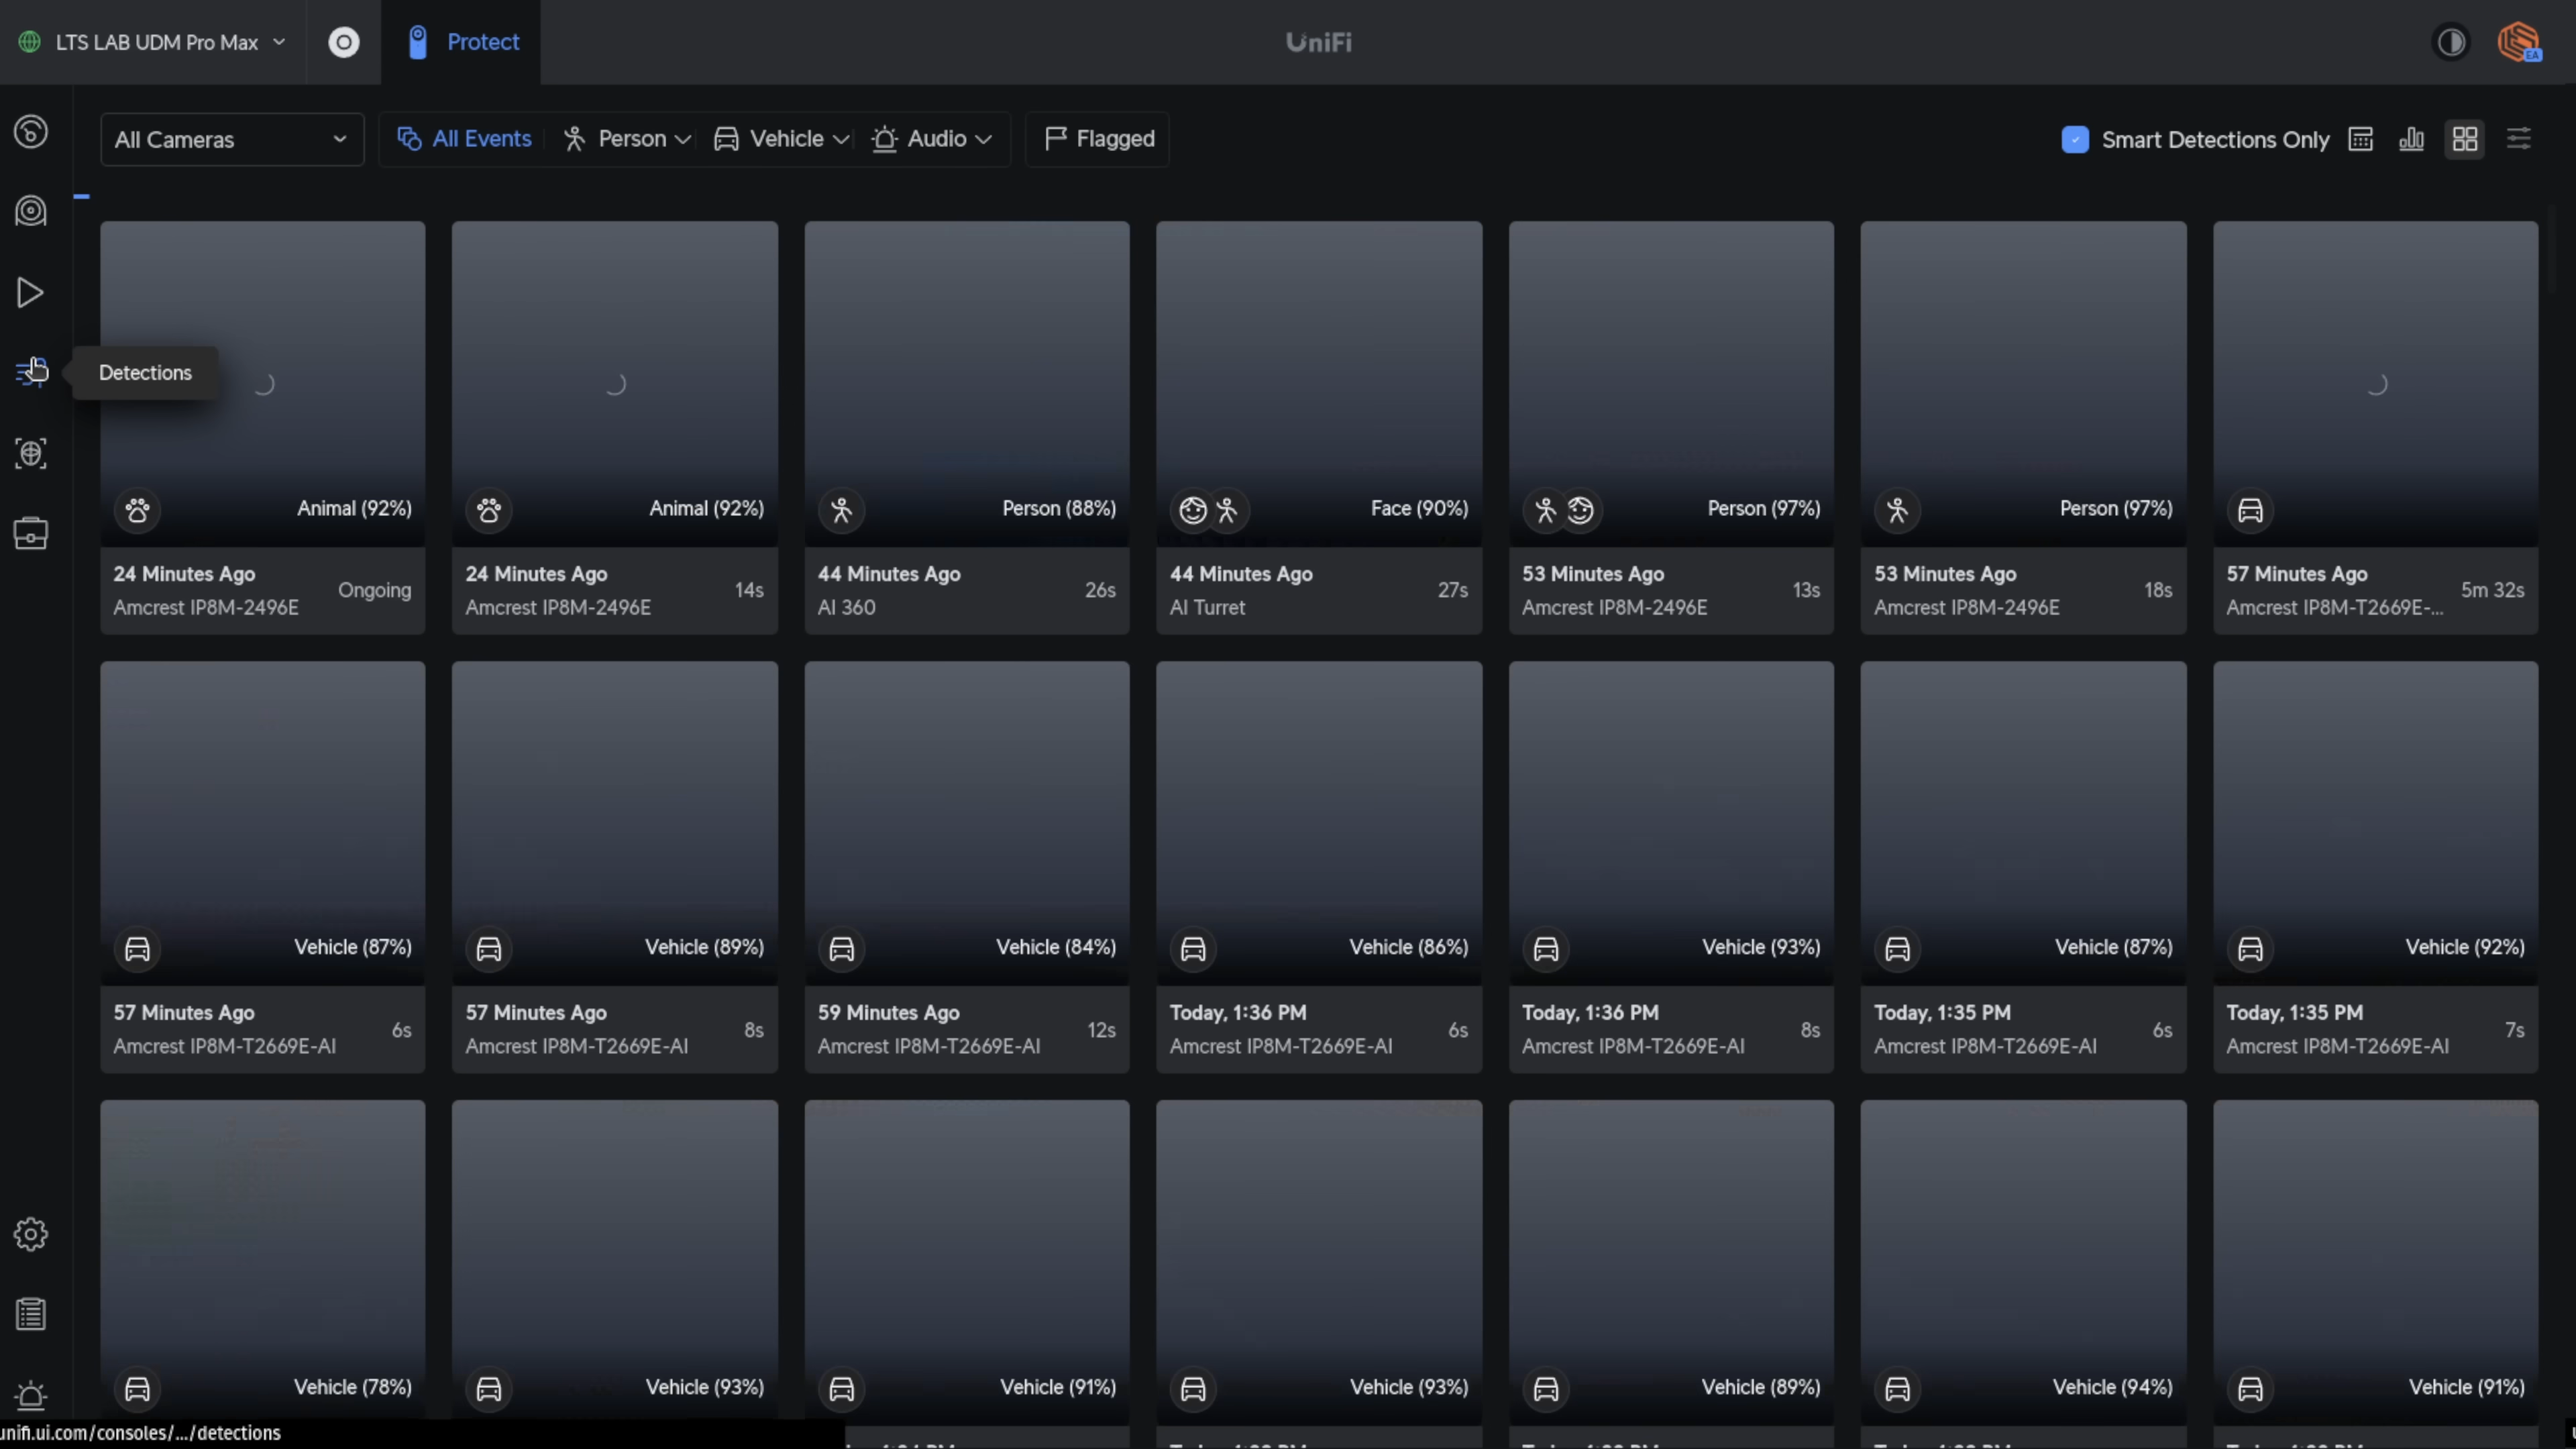 LTS LAB UDM Pro Max
Protect
UniFi
EA
All Cameras
All Events
Person
Vehicle
Audio
Flagged
Smart Detections Only
Detections
Animal (92%)
Animal (92%)
Person (88%)
Face (90%)
Person (97%)
Person (97%)
24 Minutes Ago
Amcrest IP8M-2496E
Ongoing
24 Minutes Ago
Amcrest IP8M-2496E
14s
44 Minutes Ago
AI 360
26s
44 Minutes Ago
AI Turret
27s
53 Minutes Ago
Amcrest IP8M-2496E
13s
53 Minutes Ago
Amcrest IP8M-2496E
18s
57 Minutes Ago
Amcrest IP8M-T2669E-...
5m 32s
Vehicle (87%)
Vehicle (89%)
Vehicle (84%)
Vehicle (86%)
Vehicle (93%)
Vehicle (87%)
Vehicle (92%)
57 Minutes Ago
Amcrest IP8M-T2669E-AI
6s
57 Minutes Ago
Amcrest IP8M-T2669E-AI
8s
59 Minutes Ago
Amcrest IP8M-T2669E-AI
12s
Today, 1:36 PM
Amcrest IP8M-T2669E-AI
6s
Today, 1:36 PM
Amcrest IP8M-T2669E-AI
8s
Today, 1:35 PM
Amcrest IP8M-T2669E-AI
6s
Today, 1:35 PM
Amcrest IP8M-T2669E-AI
7s
Vehicle (78%)
Vehicle (93%)
Vehicle (91%)
Vehicle (93%)
Vehicle (89%)
Vehicle (94%)
Vehicle (91%)
unifi.ui.com/consoles/.../detections